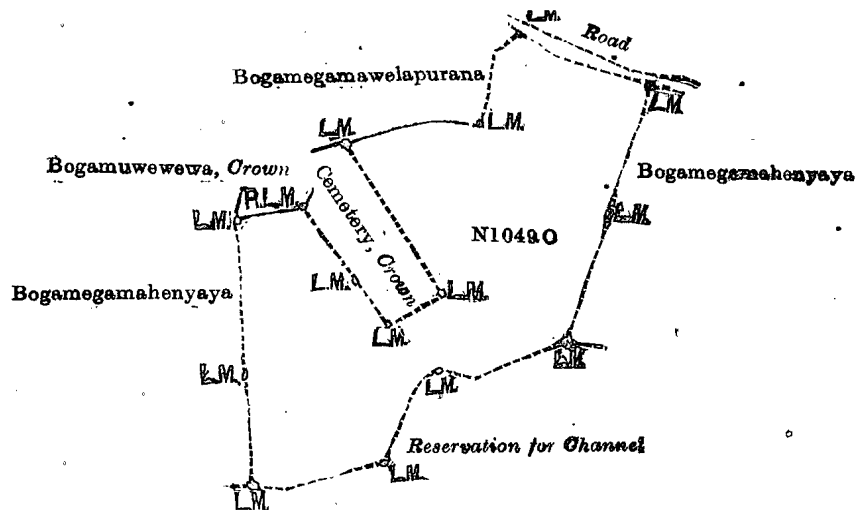 L.M.
Road
Bogamegamawelapurana
L.M.
L.M.
L.M.
Bogamuwewewa, Crown
Cemetery, Crown
Bogamegamahenyaya
P.L.M.
L.M.
L.M.
N10490
Bogamegamahenyaya
L.M.
L.M.
L.M.
L.M.
L.M.
L.M.
Reservation for Channel
L.M.
L.M.